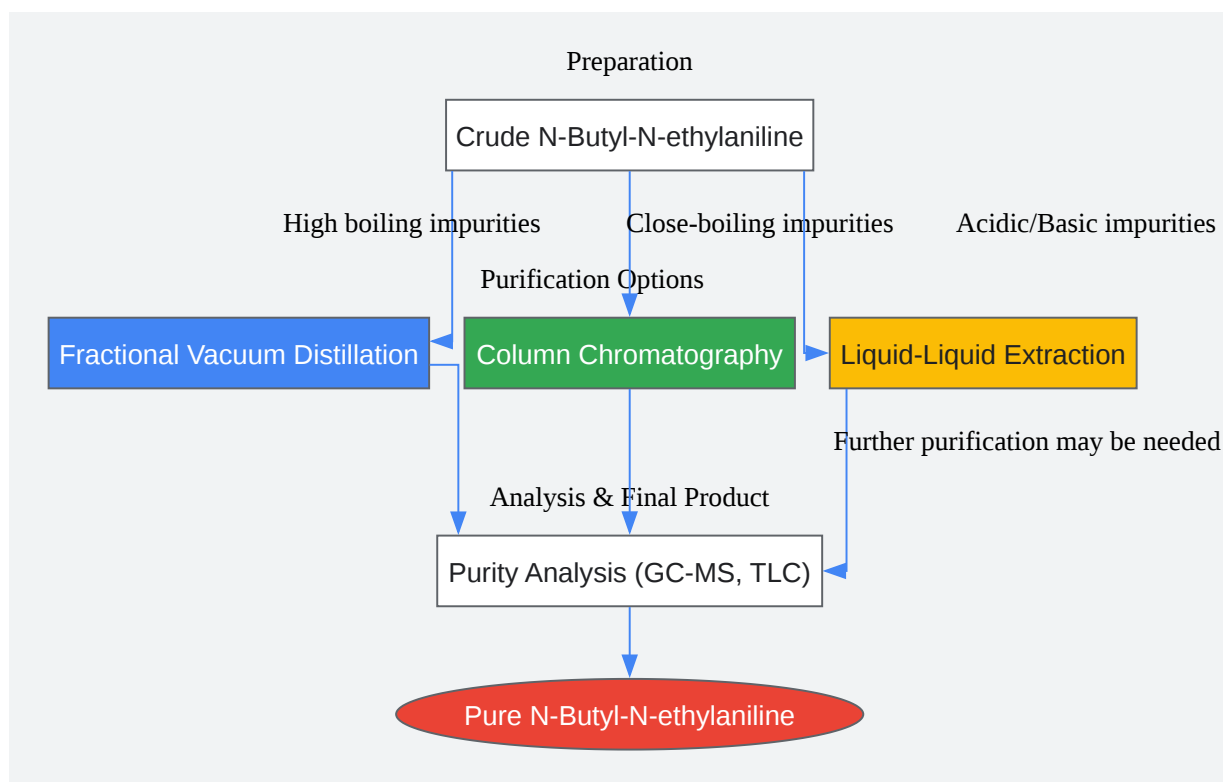 Preparation
Crude N-Butyl-N-ethylaniline
High boiling impurities
Close-boiling impurities
Acidic/Basic impurities
Purification Options
Fractional Vacuum Distillation
Column Chromatography
Liquid-Liquid Extraction
Further purification may be needed
Analysis & Final Product
Purity Analysis (GC-MS, TLC)
Pure N-Butyl-N-ethylaniline